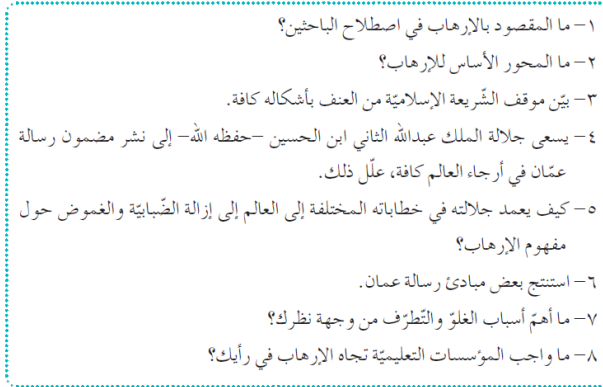 ١- ما المقصود بالإرهاب في اصطلاح الباحثين؟
٢- ما المحور الأساس للإرهاب؟
٣- بيّن موقف الشّريعة الإسلاميّة من العنف بأشكاله كافة.
٤- يسعى جلالة الملك عبدالله الثاني ابن الحسين –حفظه الله– إلى نشر مضمون رسالة
عمّان في أرجاء العالم كافة، علّل ذلك.
٥- كيف يعمد جلالته في خطاباته المختلفة إلى العالم إلى إزالة الضّبابيّة والغموض حول
مفهوم الإرهاب؟
٦- استنتج بعض مبادئ رسالة عمان.
٧- ما أهمّ أسباب الغلوّ والتّطرّف من وجهة نظرك؟
٨- ما واجب المؤسسات التعليميّة تجاه الإرهاب في رأيك؟